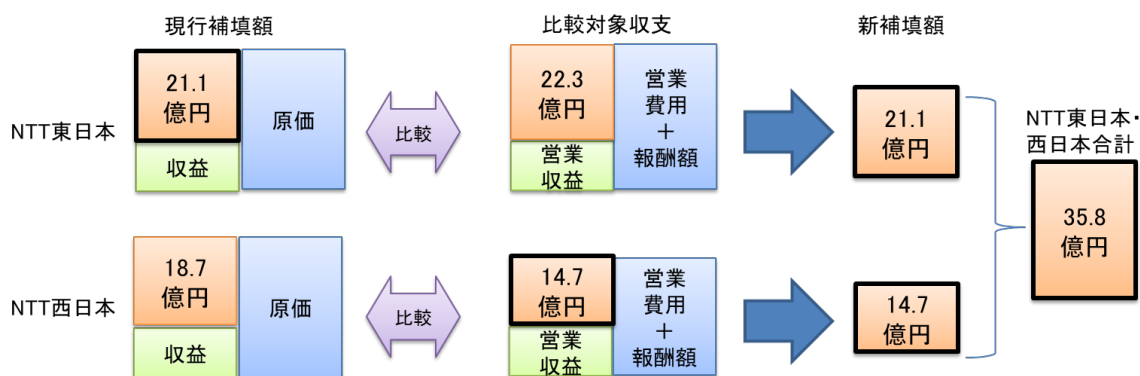 現行補填額
比較対象収支
新補填額
NTT東日本
21.1
億円
収益
原価
比較
22.3
億円
営業
収益
営業
費用
＋
報酬額
21.1
億円
NTT東日本・
西日本合計
35.8
億円
NTT西日本
18.7
億円
収益
原価
比較
14.7
億円
営業
収益
営業
費用
＋
報酬額
14.7
億円